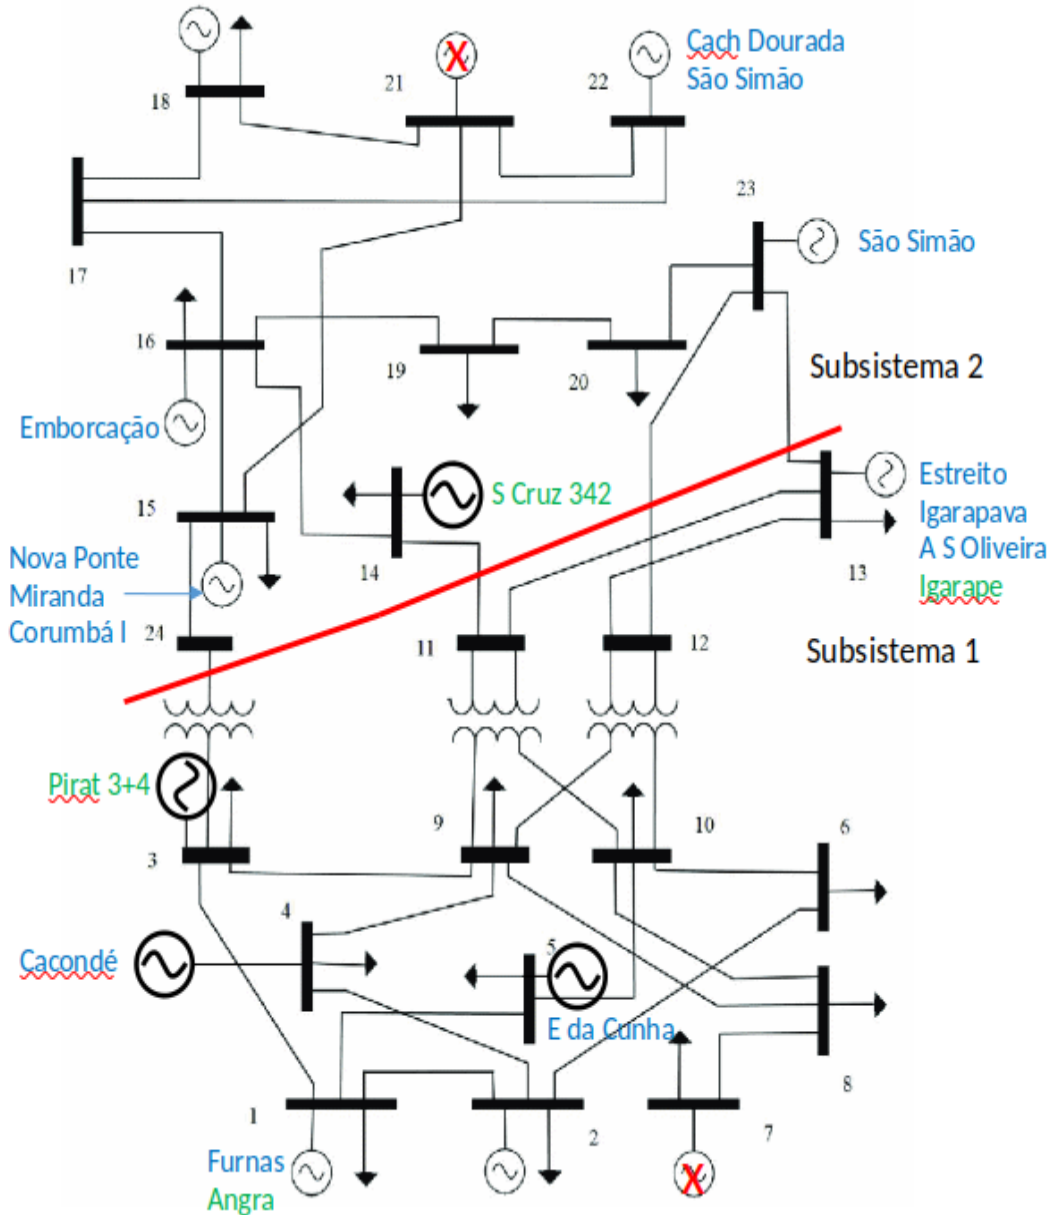 Cach Dourada
São Simão
21
22
18
X
23
São Simão
17
16
19
20
Subsistema 2
Emborcação
S Cruz 342
Estreito
Igarapava
A S Oliveira
Igarape
15
14
13
Nova Ponte
Miranda
Corumbá I
24
11
12
Subsistema 1
Pirat 3+4
3
9
10
6
4
5
Cacondé
E da Cunha
8
1
2
7
Furnas
Angra
X